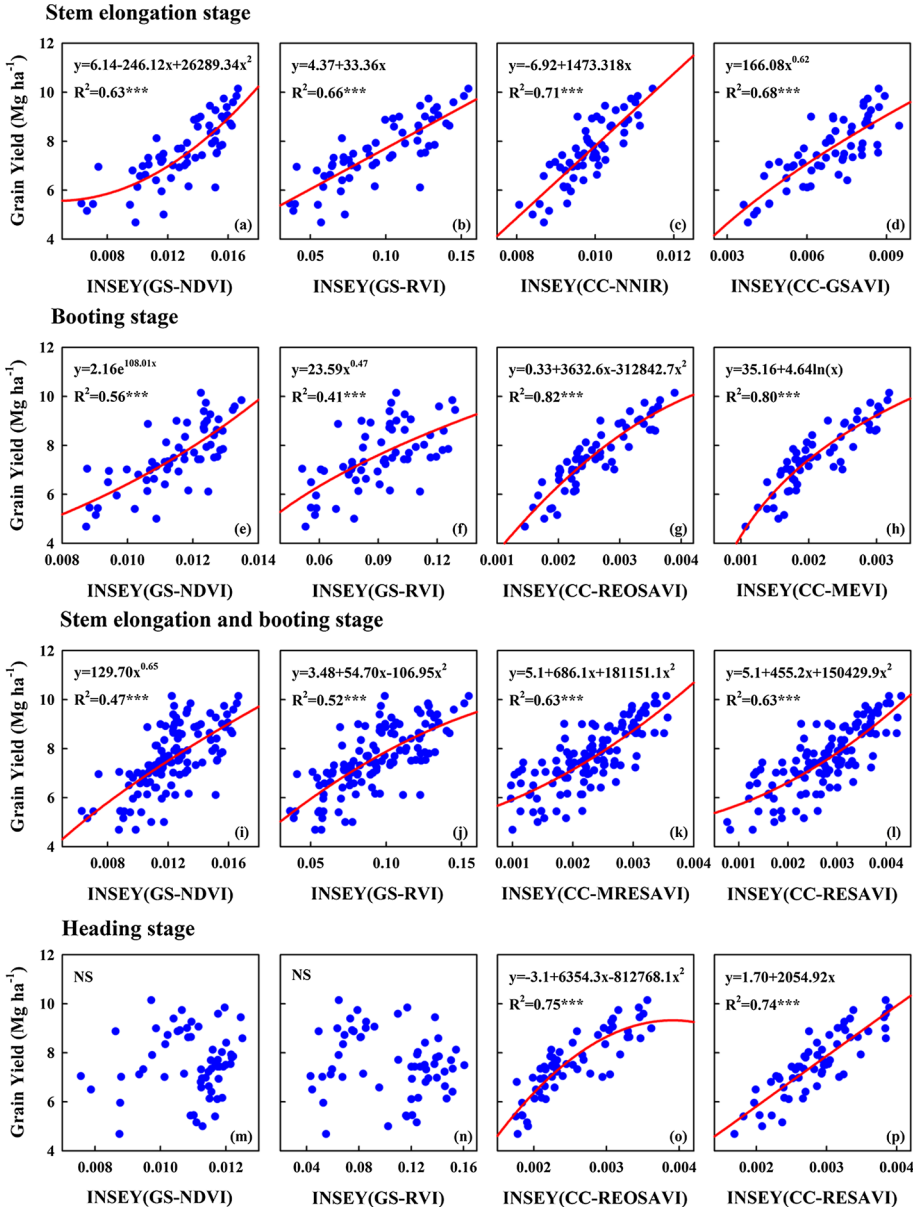 Stem elongation stage
Grain Yield (Mg ha⁻¹)
12
10
8
6
4
y=6.14-246.12x+26289.34x²
R²=0.63***
(a)
0.008
0.012
0.016
INSEY(GS-NDVI)
y=4.37+33.36x
R²=0.66***
(b)
0.05
0.10
0.15
INSEY(GS-RVI)
y=-6.92+1473.318x
R²=0.71***
(c)
0.008
0.010
0.012
INSEY(CC-NNIR)
y=166.08x^0.62
R²=0.68***
(d)
0.003
0.006
0.009
INSEY(CC-GSAVI)
Booting stage
Grain Yield (Mg ha⁻¹)
12
10
8
6
4
y=2.16e^108.01x
R²=0.56***
(e)
0.008
0.010
0.012
0.014
INSEY(GS-NDVI)
y=23.59x^0.47
R²=0.41***
(f)
0.06
0.09
0.12
INSEY(GS-RVI)
y=0.33+3632.6x-312842.7x²
R²=0.82***
(g)
0.001
0.002
0.003
0.004
INSEY(CC-REOSAVI)
y=35.16+4.64ln(x)
R²=0.80***
(h)
0.001
0.002
0.003
INSEY(CC-MEVI)
Stem elongation and booting stage
Grain Yield (Mg ha⁻¹)
12
10
8
6
4
y=129.70x^0.65
R²=0.47***
(i)
0.008
0.012
0.016
INSEY(GS-NDVI)
y=3.48+54.70x-106.95x²
R²=0.52***
(j)
0.05
0.10
0.15
INSEY(GS-RVI)
y=5.1+686.1x+181151.1x²
R²=0.63***
(k)
0.001
0.002
0.003
0.004
INSEY(CC-MRESAVI)
y=5.1+455.2x+150429.9x²
R²=0.63***
(l)
0.001
0.002
0.003
0.004
INSEY(CC-RESAVI)
Heading stage
Grain Yield (Mg ha⁻¹)
12
10
8
6
4
NS
(m)
0.008
0.010
0.012
INSEY(GS-NDVI)
NS
(n)
0.04
0.08
0.12
0.16
INSEY(GS-RVI)
y=-3.1+6354.3x-812768.1x²
R²=0.75***
(o)
0.002
0.003
0.004
INSEY(CC-REOSAVI)
y=1.70+2054.92x
R²=0.74***
(p)
0.002
0.003
0.004
INSEY(CC-RESAVI)